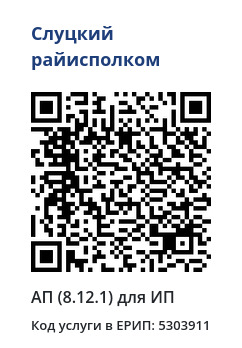 Слуцкий
райисполком
АП (8.12.1) для ИП
Код услуги в ЕРИП: 5303911